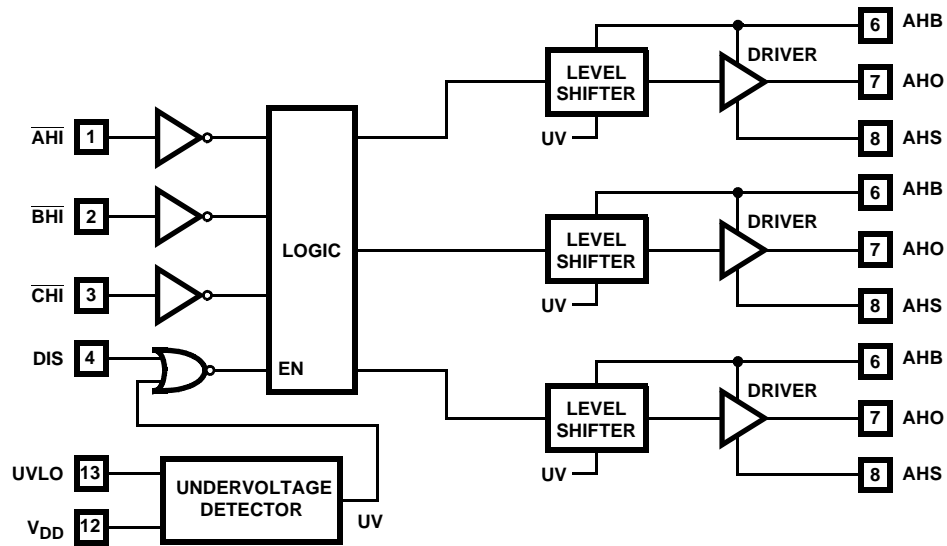 6 AHB
DRIVER
LEVEL SHIFTER
7 AHO
UV
8 AHS
AHI 1
BHI 2
CHI 3
DIS 4
LOGIC
EN
6 AHB
DRIVER
LEVEL SHIFTER
7 AHO
UV
8 AHS
6 AHB
DRIVER
LEVEL SHIFTER
7 AHO
UV
8 AHS
UVLO 13
VDD 12
UNDERVOLTAGE
DETECTOR
UV